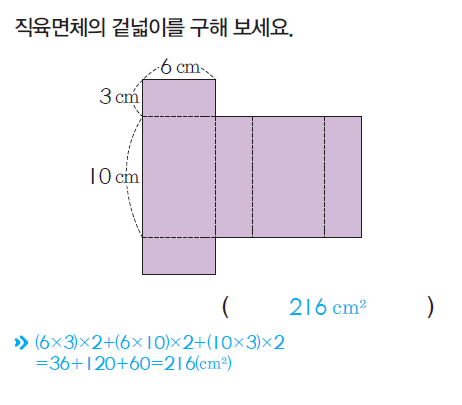 직육면체의 겉넓이를 구해 보세요.
6 cm
3 cm
10 cm
( 216 cm² )
» (6×3)×2+(6×10)×2+(10×3)×2
=36+120+60=216(cm²)